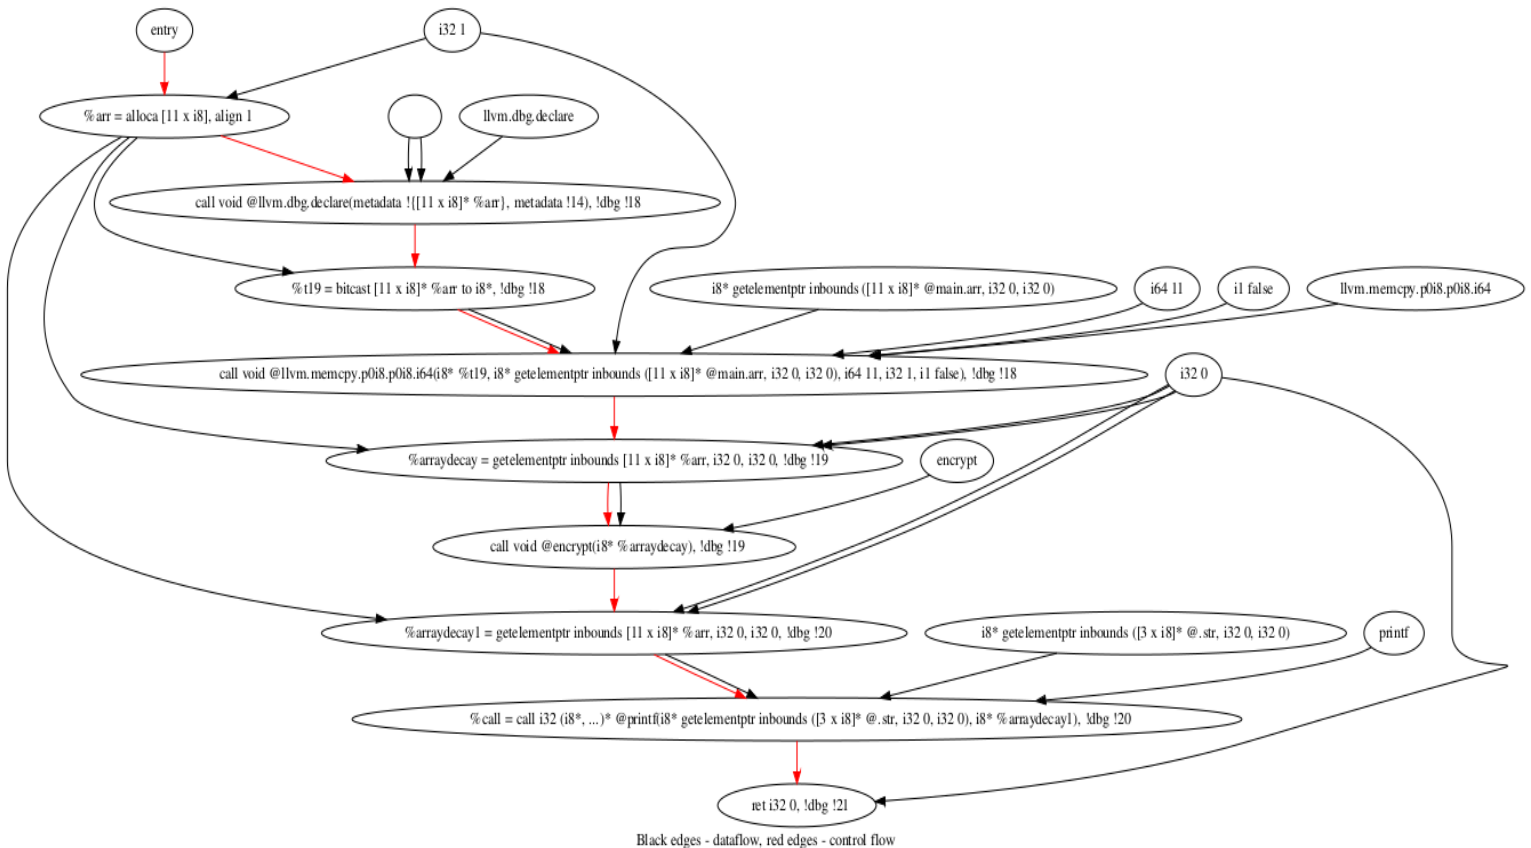 entry
i32 1
%arr = alloca [11 x i8], align 1
llvm.dbg.declare
call void @llvm.dbg.declare(metadata !{[11 x i8]* %arr}, metadata !14), !dbg !18
%t19 = bitcast [11 x i8]* %arr to i8*, !dbg !18
i8* getelementptr inbounds ([11 x i8]* @main.arr, i32 0, i32 0)
i64 11
i1 false
llvm.memcpy.p0i8.p0i8.i64
call void @llvm.memcpy.p0i8.p0i8.i64(i8* %t19, i8* getelementptr inbounds ([11 x i8]* @main.arr, i32 0, i32 0), i64 11, i32 1, i1 false), !dbg !18
i32 0
%arraydecay = getelementptr inbounds [11 x i8]* %arr, i32 0, i32 0, !dbg !19
encrypt
call void @encrypt(i8* %arraydecay), !dbg !19
%arraydecay1 = getelementptr inbounds [11 x i8]* %arr, i32 0, i32 0, !dbg !20
i8* getelementptr inbounds ([3 x i8]* @.str, i32 0, i32 0)
printf
%call = call i32 (i8*, ...)* @printf(i8* getelementptr inbounds ([3 x i8]* @.str, i32 0, i32 0), i8* %arraydecay1), !dbg !20
ret i32 0, !dbg !21
Black edges - dataflow, red edges - control flow